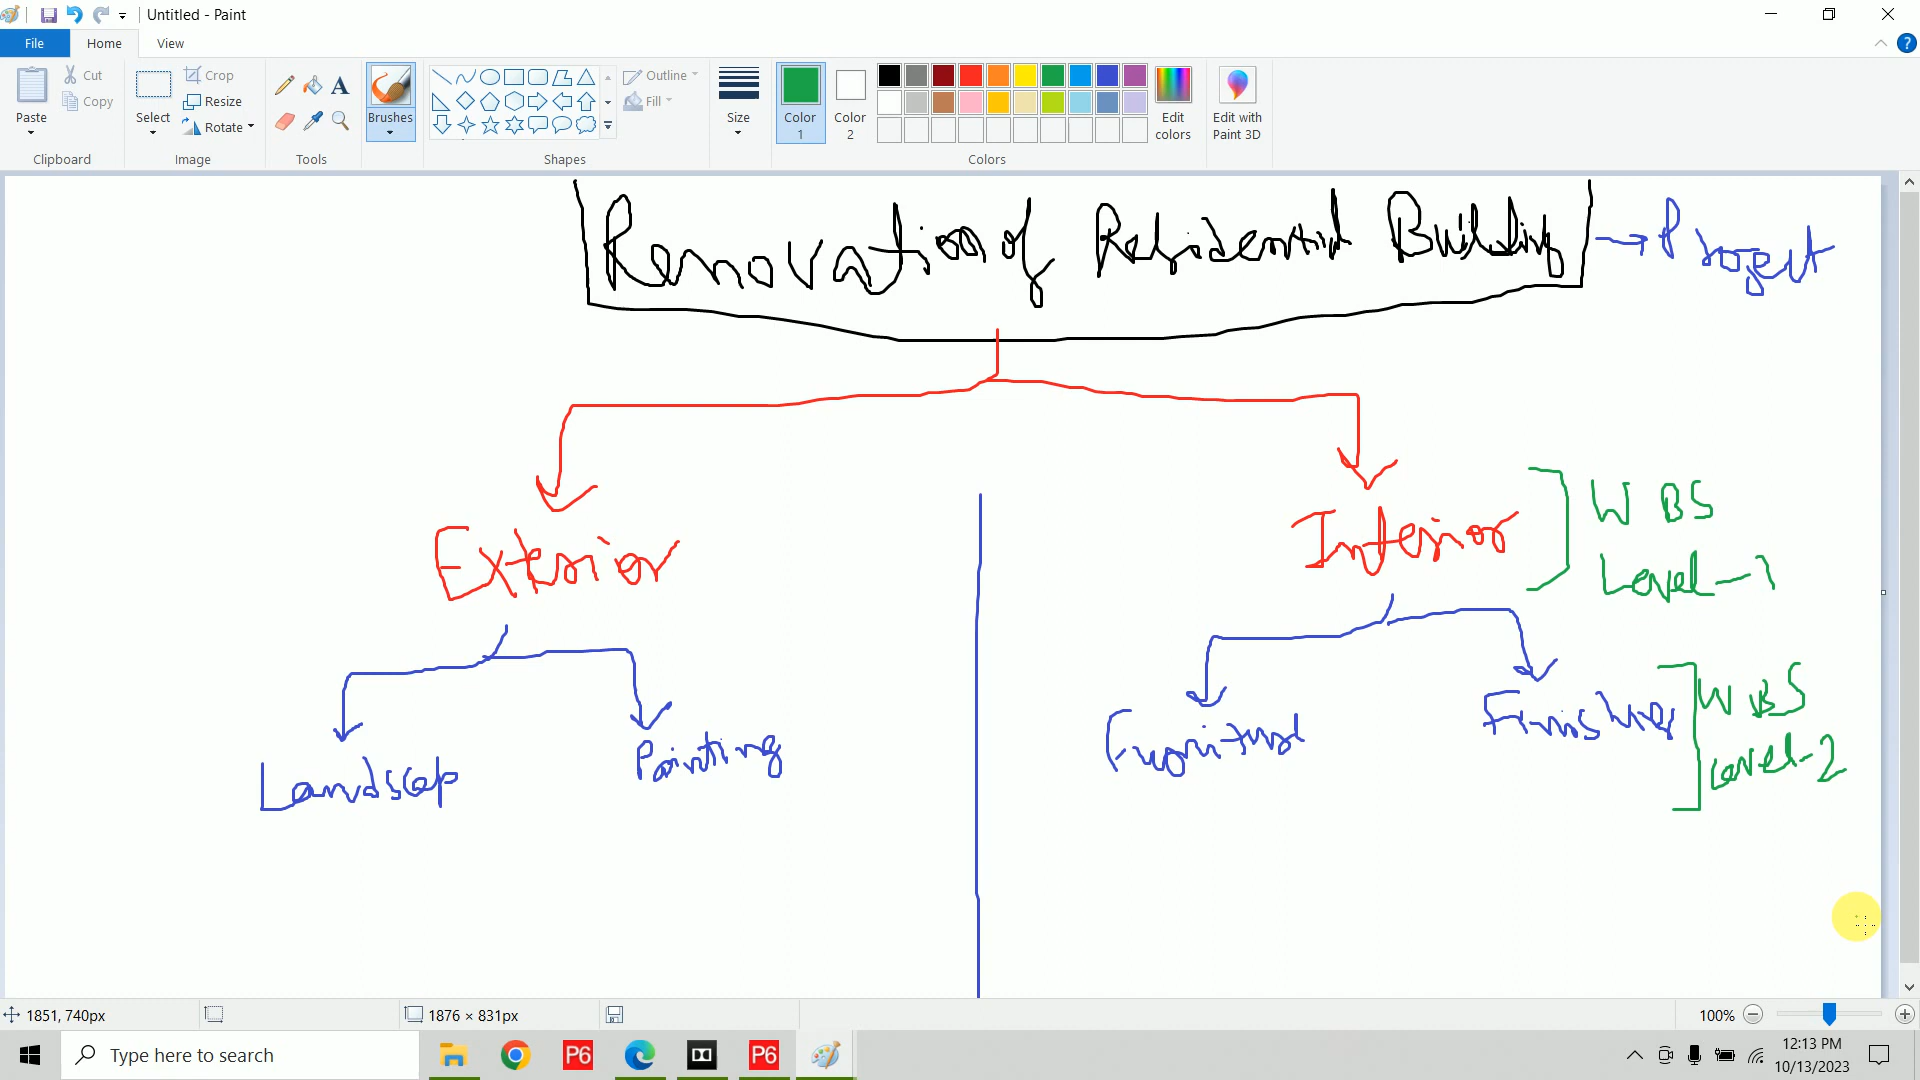 Untitled - Paint
File
Home
View
Paste
Cut
Copy
Clipboard
Select
Crop
Resize
Rotate
Image
Tools
Brushes
Shapes
Outline
Fill
Size
Color 1
Color 2
Colors
Edit colors
Edit with Paint 3D
Renovation of Residential Building
Project
Exterior
Interior
WBS
Level-1
Landscap
Painting
Furniture
Finishes
WBS
Level-2
1851, 740px
1876 × 831px
100%
Type here to search
P6
P6
12:13 PM
10/13/2023